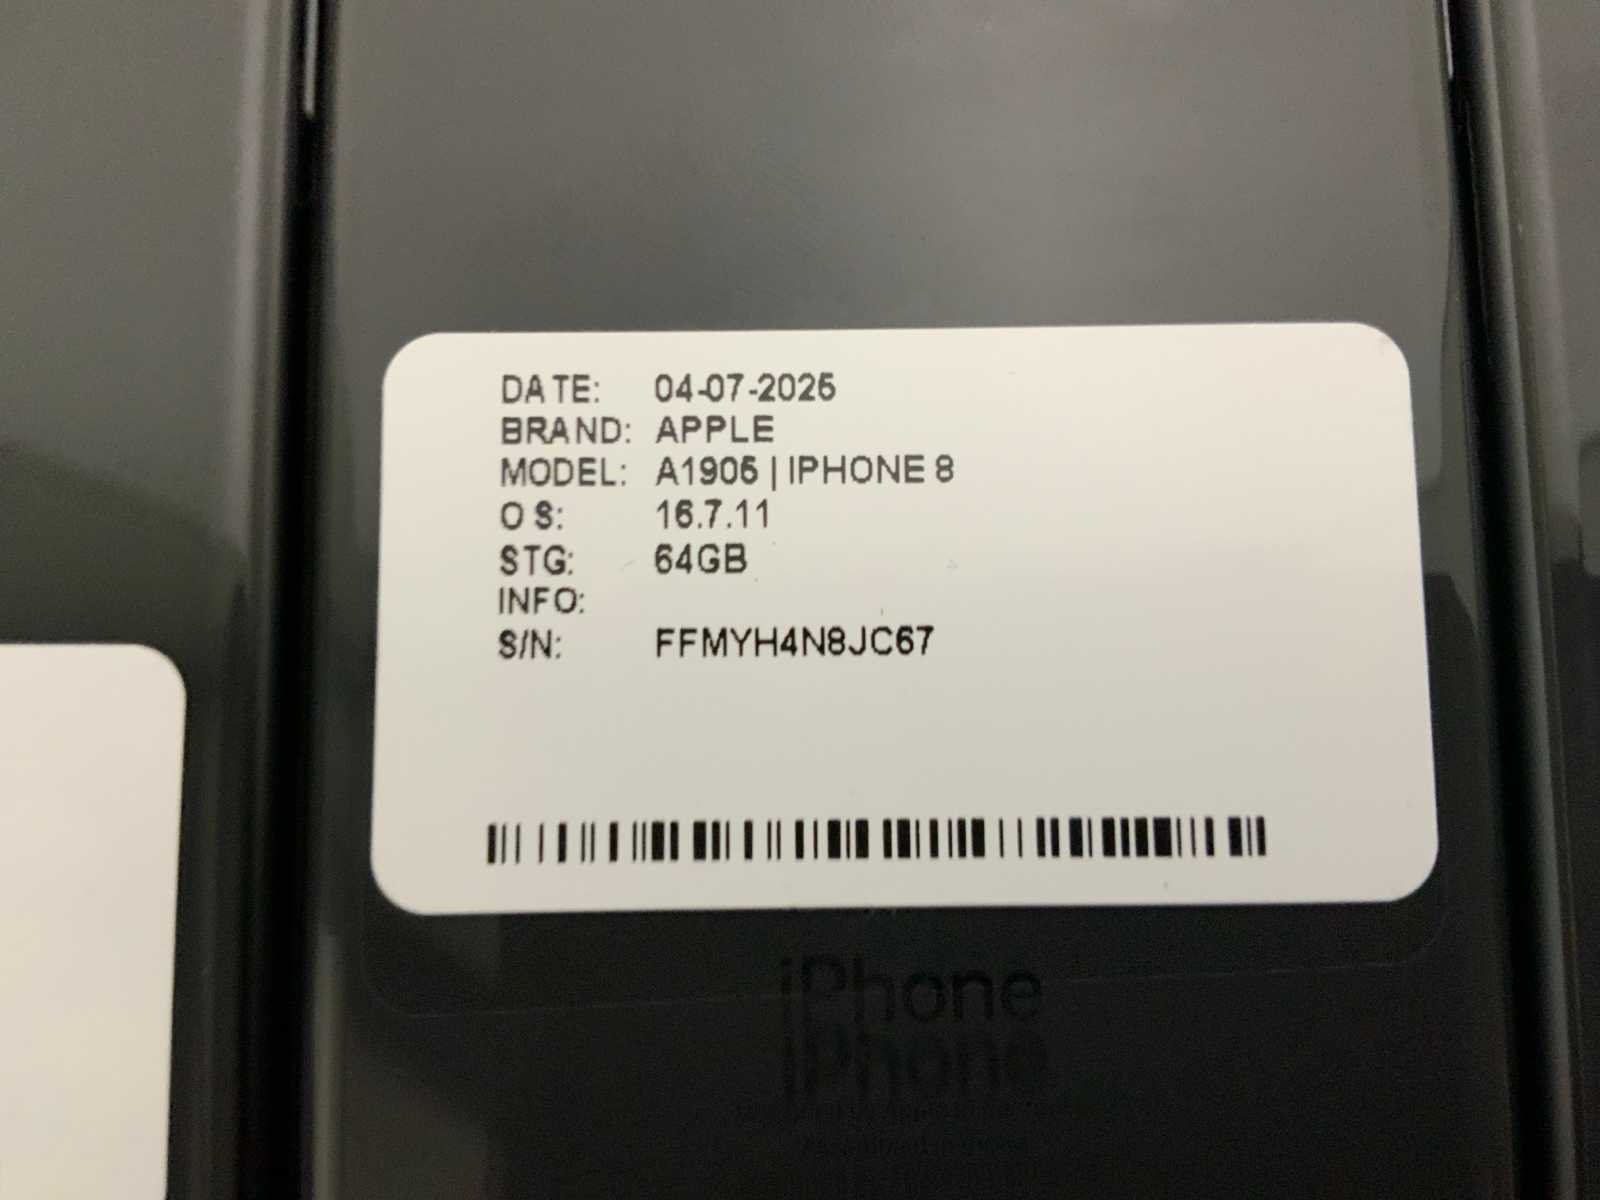 DATE: 04-07-2025
BRAND: APPLE
MODEL: A1905 | IPHONE 8
OS: 16.7.11
STG: 64GB
INFO:
S/N: FFMYH4N8JC67
iPhone